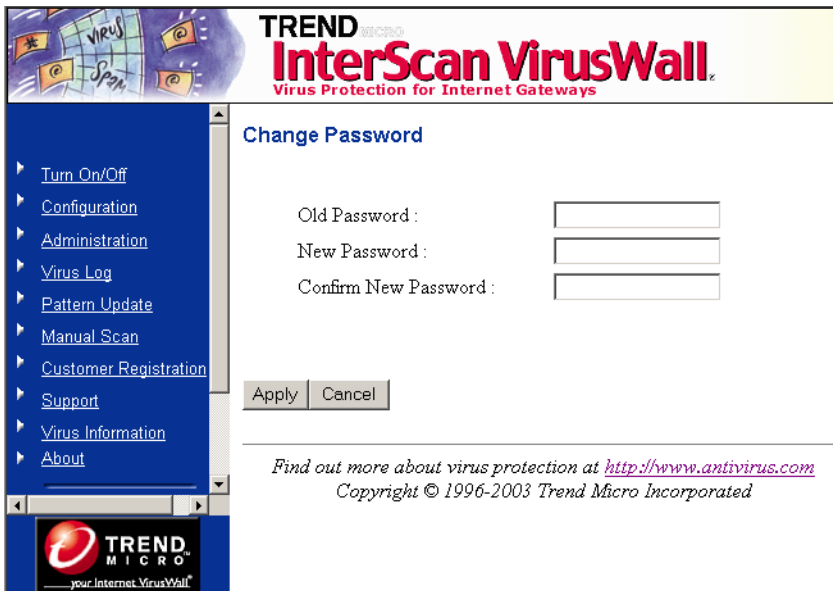 VIRUS
Spam
TREND MICRO
InterScan VirusWall®
Virus Protection for Internet Gateways
Turn On/Off
Configuration
Administration
Virus Log
Pattern Update
Manual Scan
Customer Registration
Support
Virus Information
About
TREND™
MICRO
your Internet VirusWall®
Change Password
Old Password :
New Password :
Confirm New Password :
Apply
Cancel
Find out more about virus protection at http://www.antivirus.com
Copyright © 1996-2003 Trend Micro Incorporated